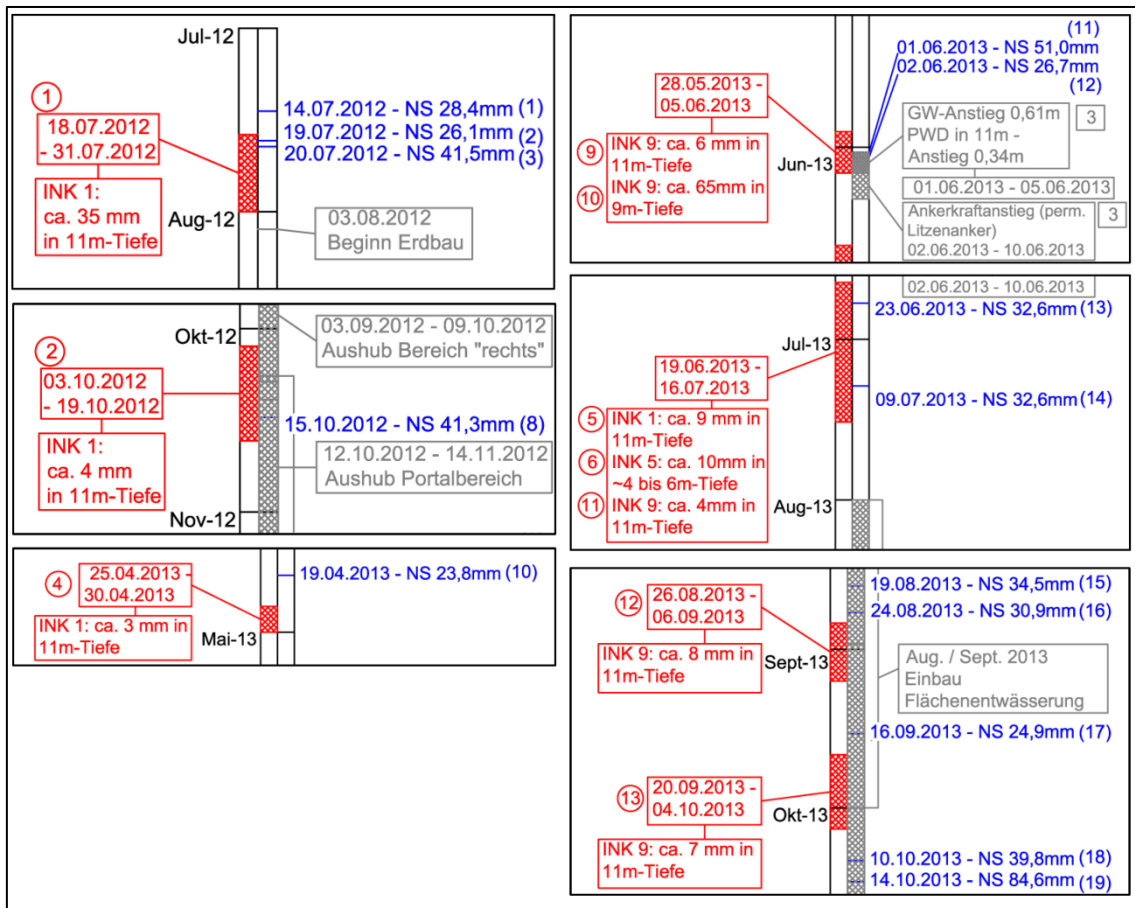 Jul-12
1
18.07.2012
- 31.07.2012
INK 1:
ca. 35 mm
in 11m-Tiefe
14.07.2012 - NS 28,4mm (1)
19.07.2012 - NS 26,1mm (2)
20.07.2012 - NS 41,5mm (3)
Aug-12
03.08.2012
Beginn Erdbau
Okt-12
03.09.2012 - 09.10.2012
Aushub Bereich "rechts"
2
03.10.2012
- 19.10.2012
INK 1:
ca. 4 mm
in 11m-Tiefe
15.10.2012 - NS 41,3mm (8)
12.10.2012 - 14.11.2012
Aushub Portalbereich
Nov-12
4
25.04.2013 -
30.04.2013
INK 1: ca. 3 mm in
11m-Tiefe
19.04.2013 - NS 23,8mm (10)
Mai-13
(11)
01.06.2013 - NS 51,0mm
02.06.2013 - NS 26,7mm
(12)
28.05.2013 -
05.06.2013
9
INK 9: ca. 6 mm in
11m-Tiefe
10
INK 9: ca. 65mm in
9m-Tiefe
Jun-13
GW-Anstieg 0,61m
PWD in 11m -
Anstieg 0,34m
3
01.06.2013 - 05.06.2013
Ankerkraftanstieg (perm.
Litzenanker)
02.06.2013 - 10.06.2013
3
02.06.2013 - 10.06.2013
23.06.2013 - NS 32,6mm (13)
Jul-13
19.06.2013 -
16.07.2013
09.07.2013 - NS 32,6mm (14)
5
INK 1: ca. 9 mm in
11m-Tiefe
6
INK 5: ca. 10mm in
~4 bis 6m-Tiefe
11
INK 9: ca. 4mm in
11m-Tiefe
Aug-13
19.08.2013 - NS 34,5mm (15)
24.08.2013 - NS 30,9mm (16)
12
26.08.2013 -
06.09.2013
INK 9: ca. 8 mm in
11m-Tiefe
Sept-13
Aug. / Sept. 2013
Einbau
Flächenentwässerung
16.09.2013 - NS 24,9mm (17)
13
20.09.2013 -
04.10.2013
Okt-13
INK 9: ca. 7 mm in
11m-Tiefe
10.10.2013 - NS 39,8mm (18)
14.10.2013 - NS 84,6mm (19)